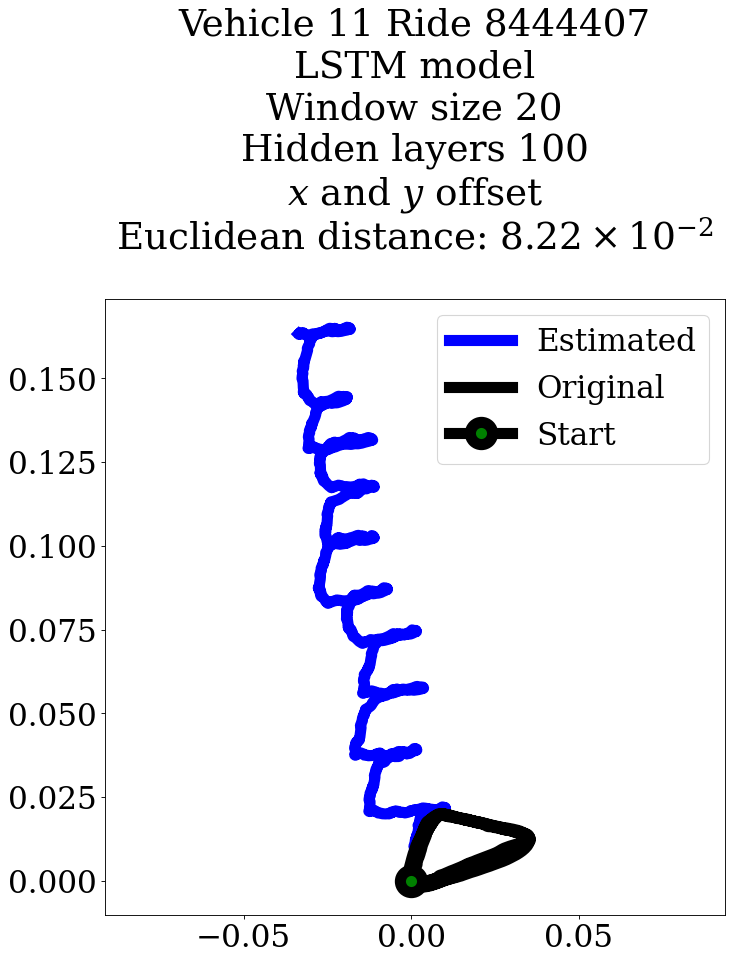 Vehicle 11 Ride 8444407
LSTM model
Window size 20
Hidden layers 100
x and y offset
Euclidean distance: 8.22 × 10⁻²
Estimated
Original
Start
0.150
0.125
0.100
0.075
0.050
0.025
0.000
−0.05
0.00
0.05